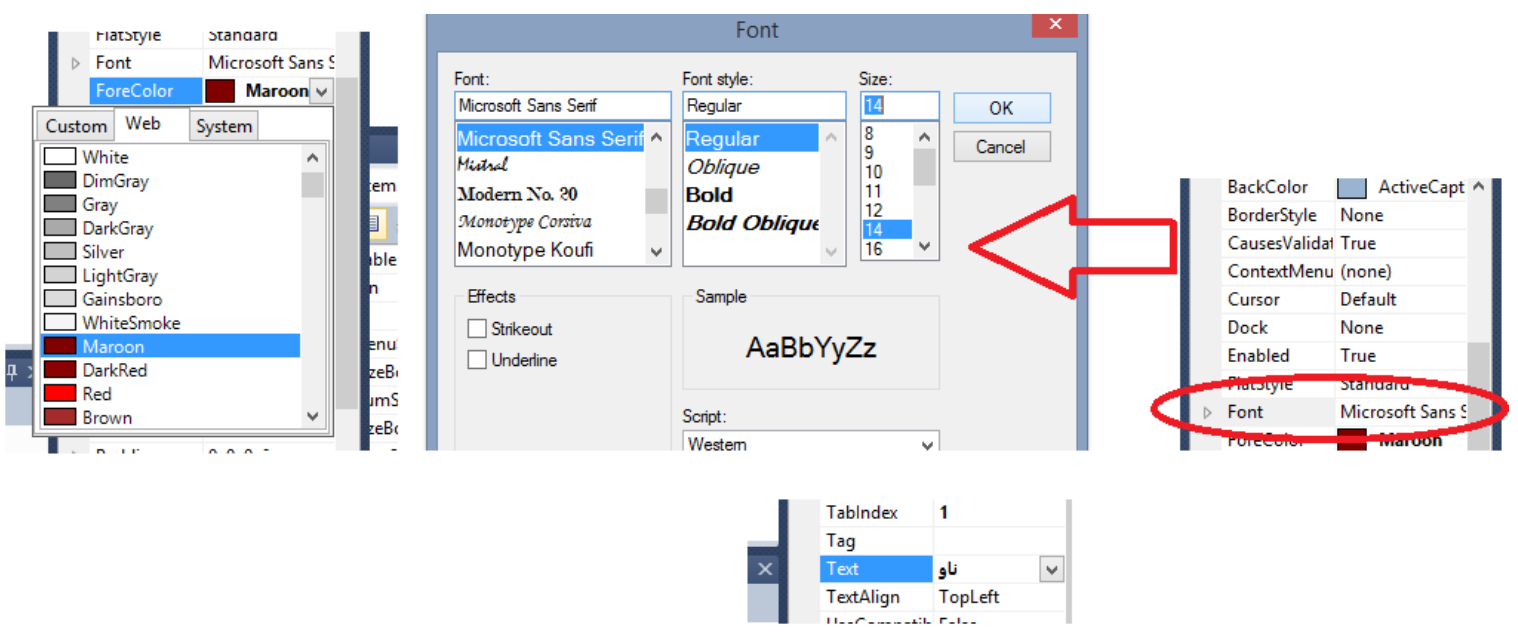 FlatStyle Standard
Font Microsoft Sans S
ForeColor Maroon
Custom Web System
White
DimGray
Gray
DarkGray
Silver
LightGray
Gainsboro
WhiteSmoke
Maroon
DarkRed
Red
Brown
Font
Font: Font style: Size:
Microsoft Sans Serif Regular 14
OK
Cancel
Microsoft Sans Serif
Mistral
Modern No. 20
Monotype Corsiva
Monotype Koufi
Regular
Oblique
Bold
Bold Oblique
8
9
10
11
12
14
16
Effects
Strikeout
Underline
Sample
AaBbYyZz
Script:
Western
BackColor ActiveCapt
BorderStyle None
CausesValidat True
ContextMenu (none)
Cursor Default
Dock None
Enabled True
FlatStyle Standard
Font Microsoft Sans S
ForeColor Maroon
TabIndex 1
Tag
Text ناو
TextAlign TopLeft